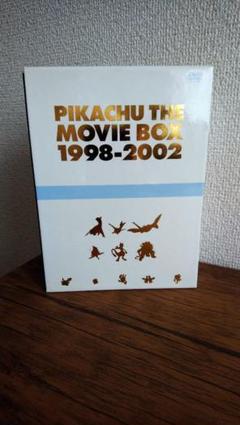 PIKACHU THE
MOVIE BOX
1998-2002